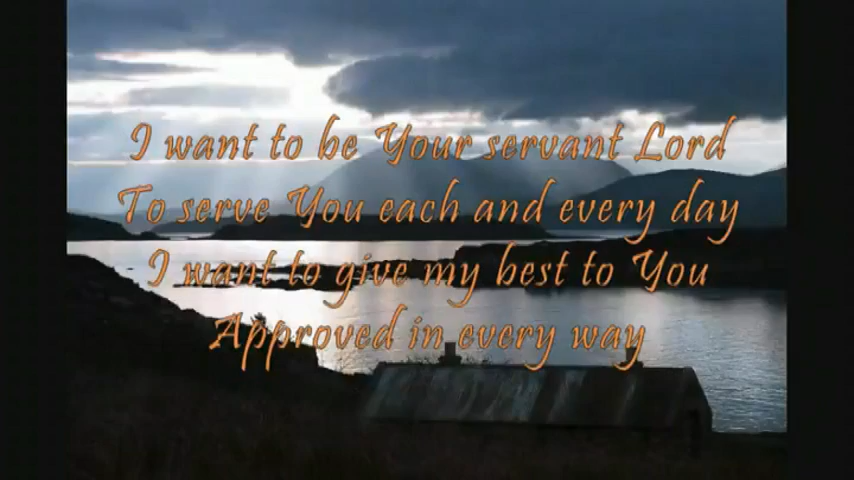 I want to be Your servant Lord
To serve You each and every day
I want to give my best to You
Approved in every way